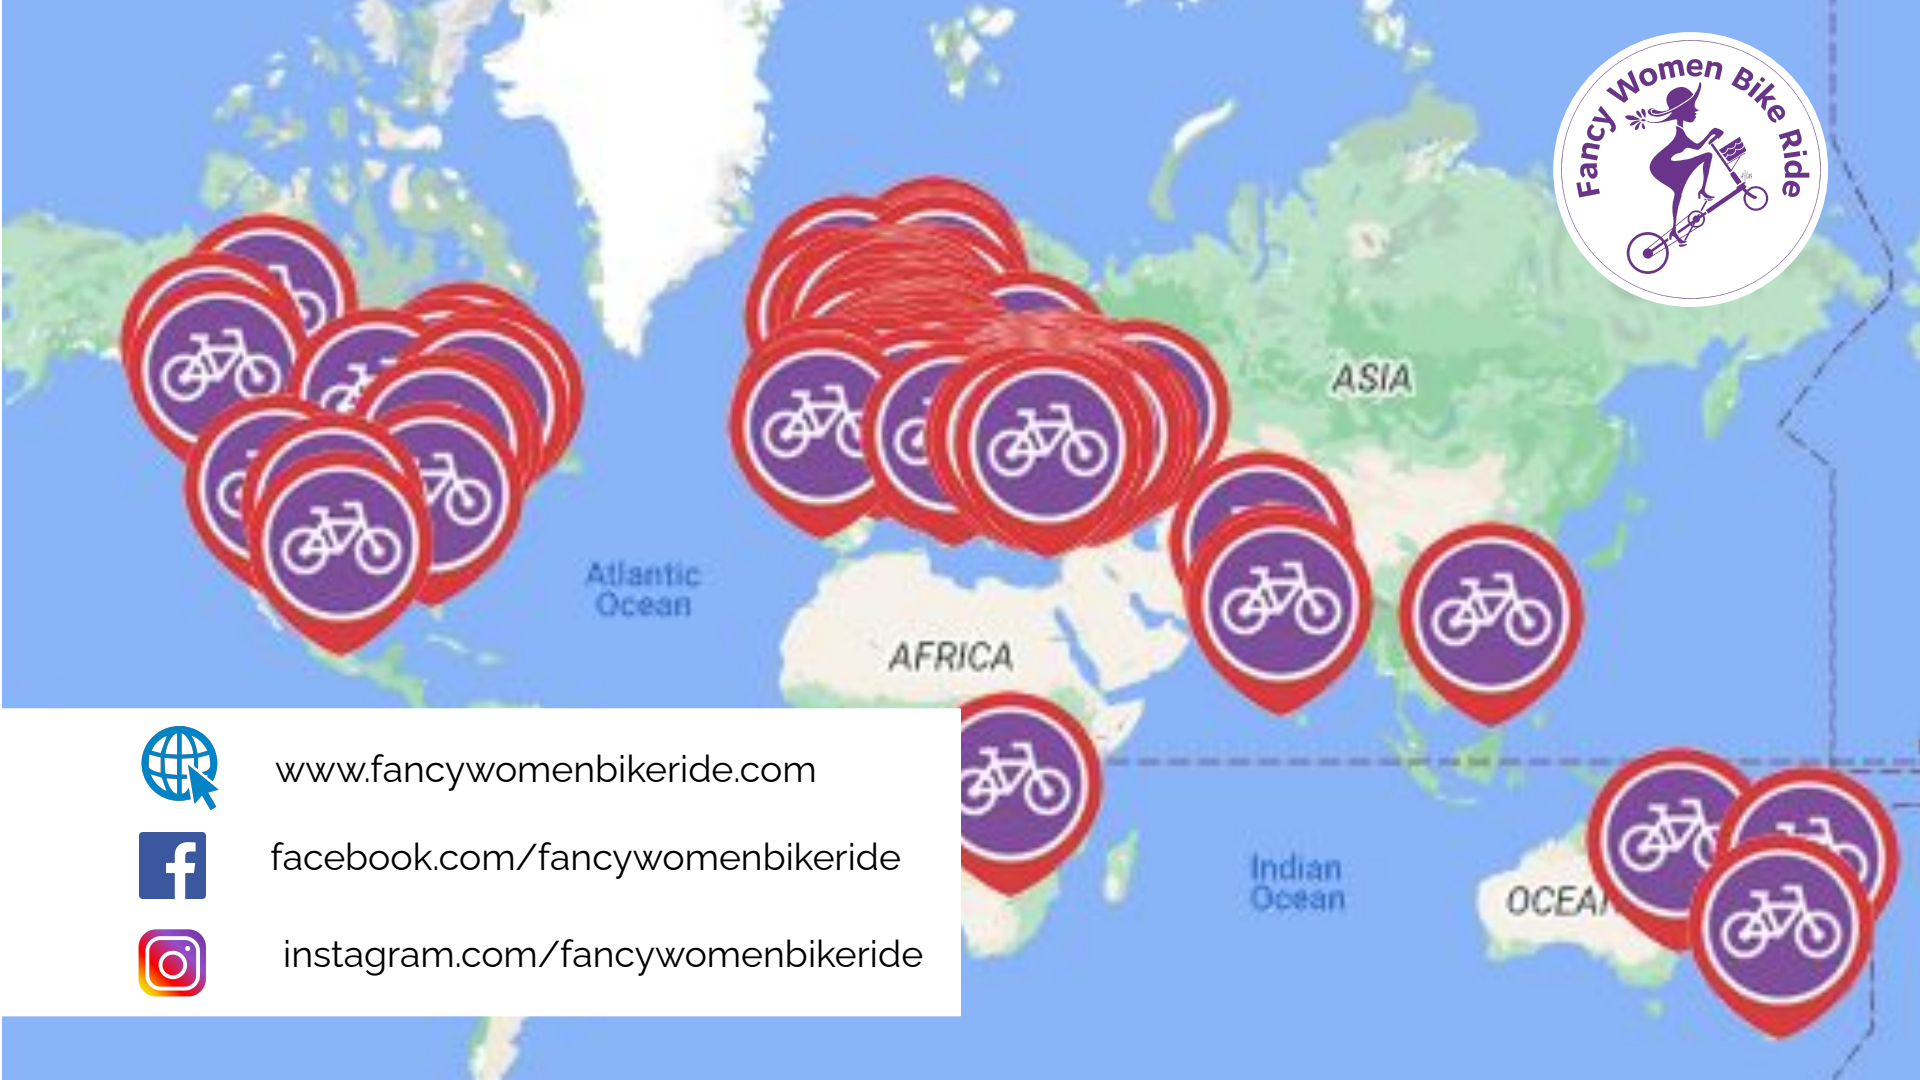 Fancy Women Bike Ride
ASIA
Atlantic
Ocean
AFRICA
www.fancywomenbikeride.com
facebook.com/fancywomenbikeride
instagram.com/fancywomenbikeride
Indian
Ocean
OCEA